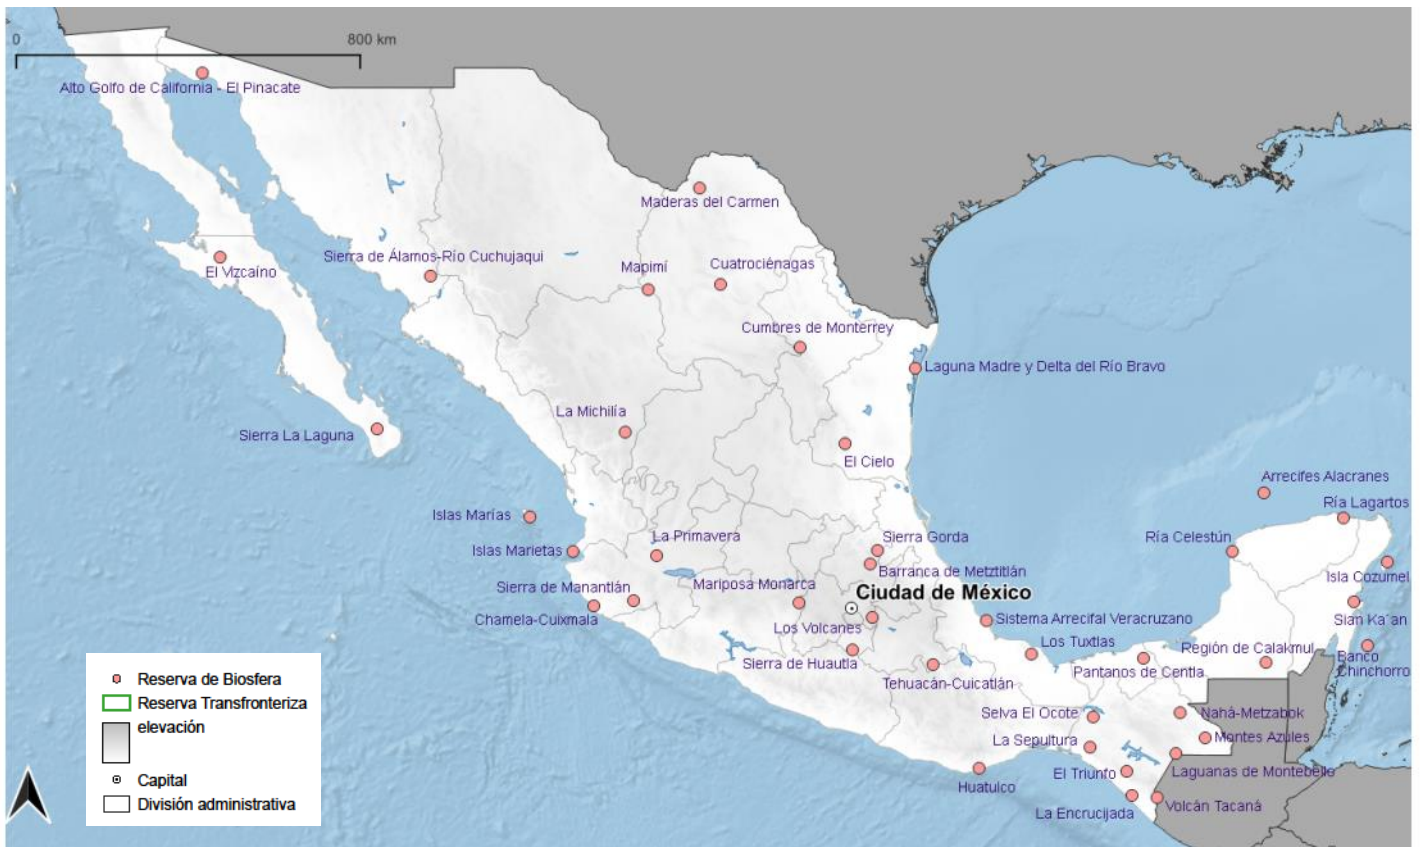 0
800 km
Alto Golfo de California - El Pinacate
Maderas del Carmen
Sierra de Álamos-Río Cuchujaqui
El Vizcaíno
Mapimí
Cuatrociénagas
Cumbres de Monterrey
Laguna Madre y Delta del Río Bravo
La Michilía
Sierra La Laguna
El Cielo
Arrecifes Alacranes
Ría Lagartos
Islas Marías
Islas Marietas
La Primavera
Sierra Gorda
Ría Celestún
Barranca de Metztitlán
Isla Cozumel
Sierra de Manantlán
Mariposa Monarca
Ciudad de México
Chamela-Cuixmala
Los Volcanes
Sistema Arrecifal Veracruzano
Sian Ka´an
Los Tuxtlas
Región de Calakmul
Banco
Chinchorro
Sierra de Huautla
Tehuacán-Cuicatlán
Pantanos de Centla
Selva El Ocote
Nahá-Metzabok
La Sepultura
Montes Azules
El Triunfo
Laguanas de Montebello
Huatulco
La Encrucijada
Volcán Tacaná
Reserva de Biosfera
Reserva Transfronteriza
elevación
Capital
División administrativa